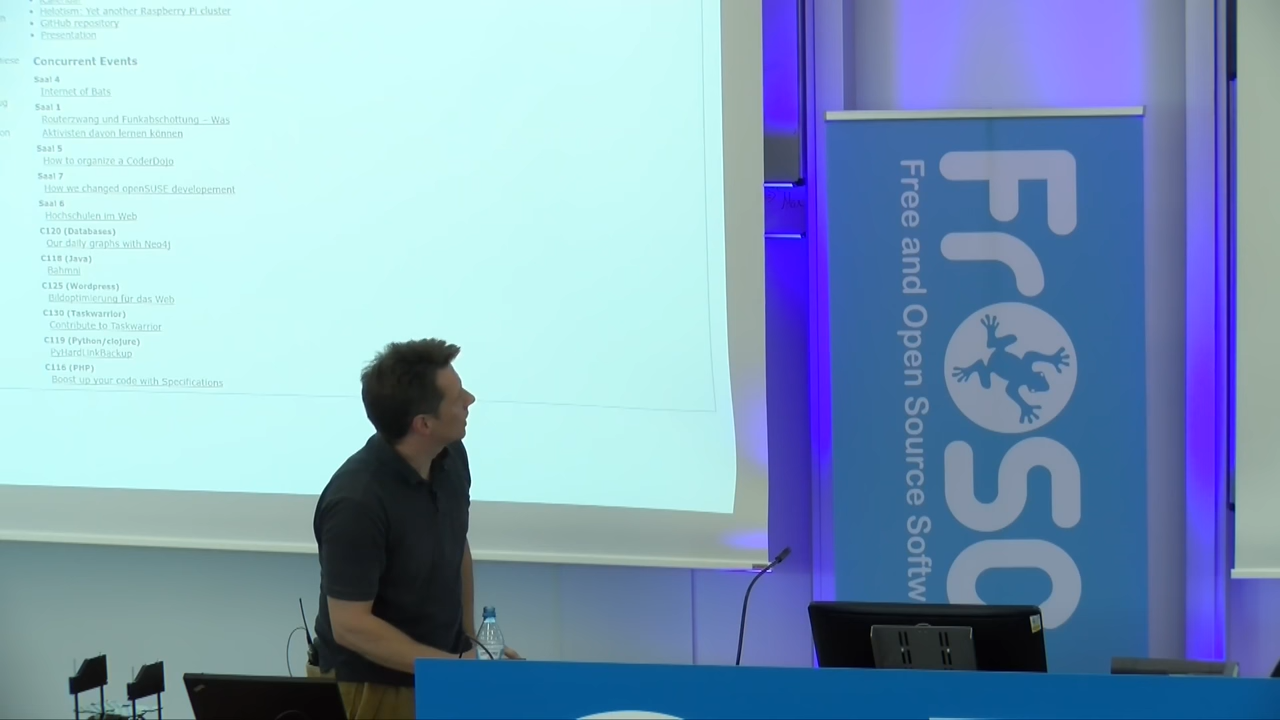 Helotism: Yet another Raspberry Pi cluster
GitHub repository
Presentation
Concurrent Events
Saal 4
Internet of Bats
Saal 1
Routerzwang und Funkabschottung – Was
Aktivisten davon lernen können
Saal 5
How to organize a CoderDojo
Saal 7
How we changed openSUSE developement
Saal 6
Hochschulen im Web
C120 (Databases)
Our daily graphs with Neo4j
C118 (Java)
Bahmni
C125 (Wordpress)
Bildoptimierung für das Web
C130 (Taskwarrior)
Contribute to Taskwarrior
C119 (Python/clojure)
PyHardLinkBackup
C116 (PHP)
Boost up your code with Specifications
FrOSC
Free and Open Source Softw